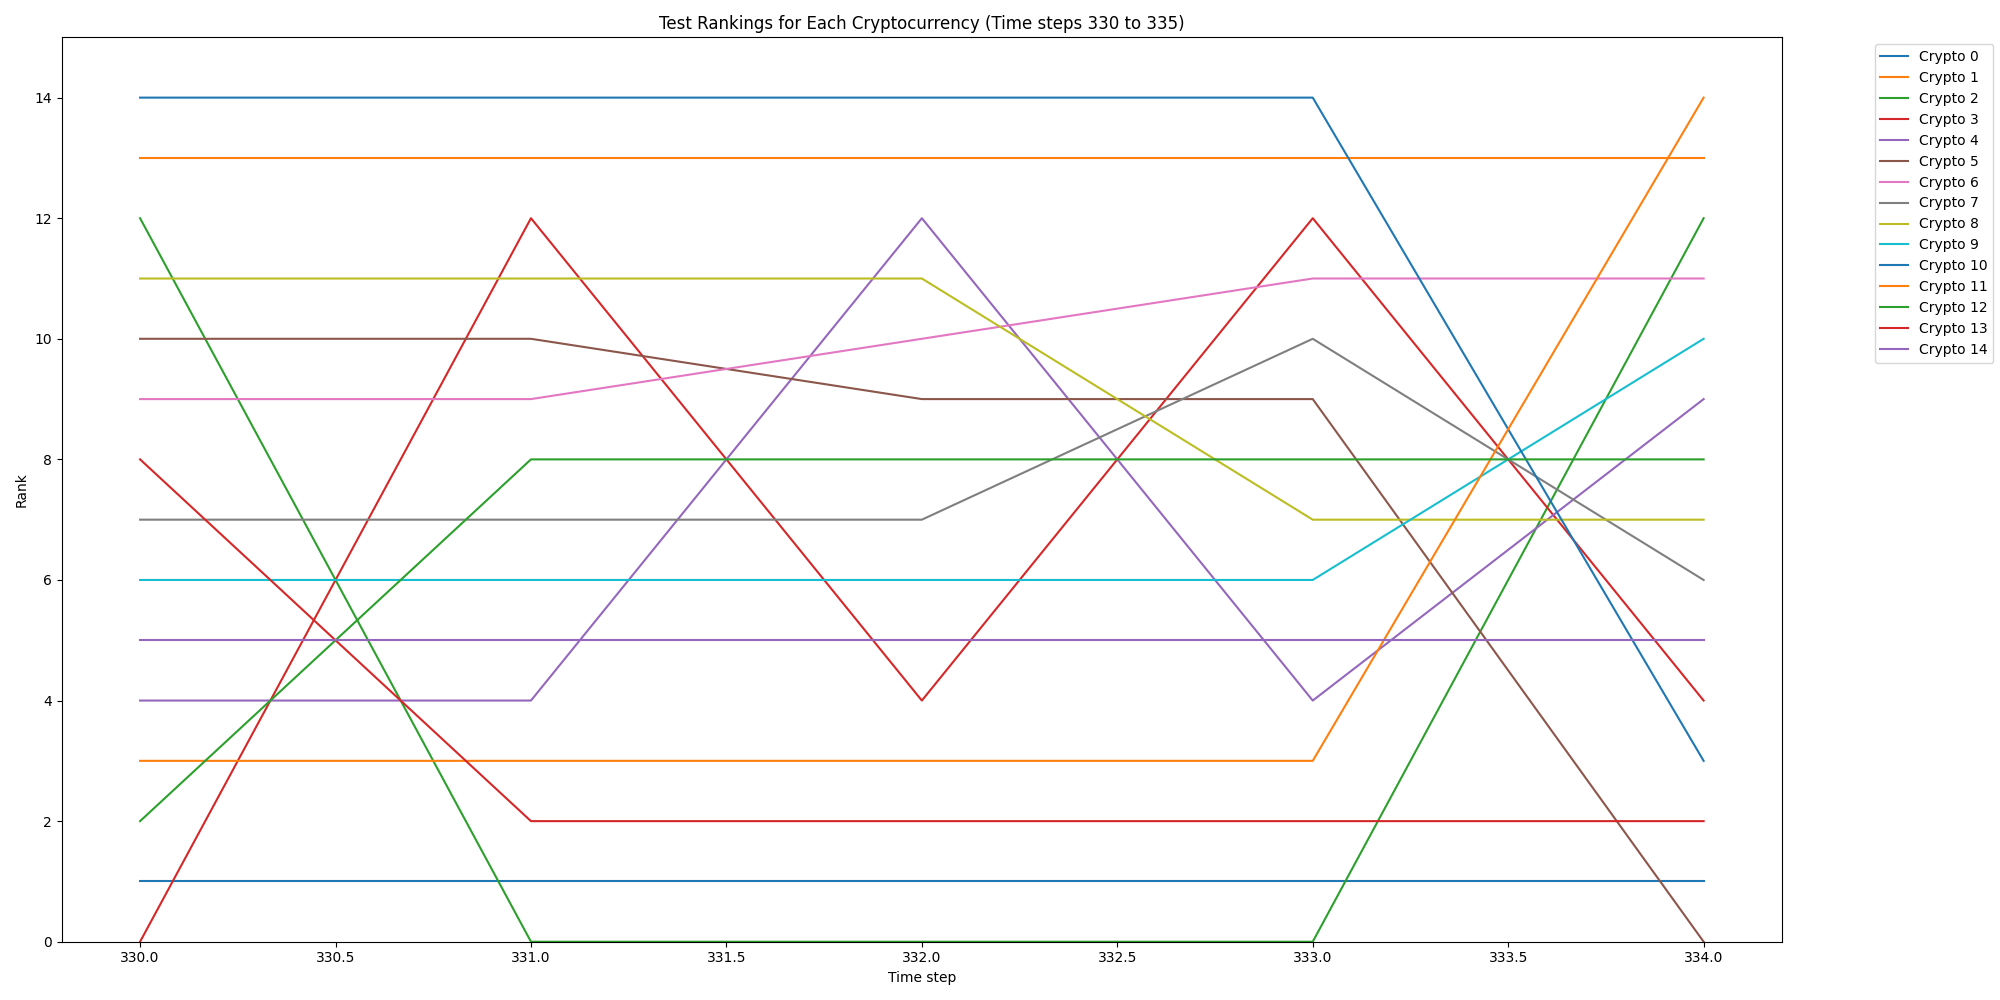 Test Rankings for Each Cryptocurrency (Time steps 330 to 335)
Rank
14
12
10
8
6
4
2
0
330.0
330.5
331.0
331.5
332.0
332.5
333.0
333.5
334.0
Time step
Crypto 0
Crypto 1
Crypto 2
Crypto 3
Crypto 4
Crypto 5
Crypto 6
Crypto 7
Crypto 8
Crypto 9
Crypto 10
Crypto 11
Crypto 12
Crypto 13
Crypto 14